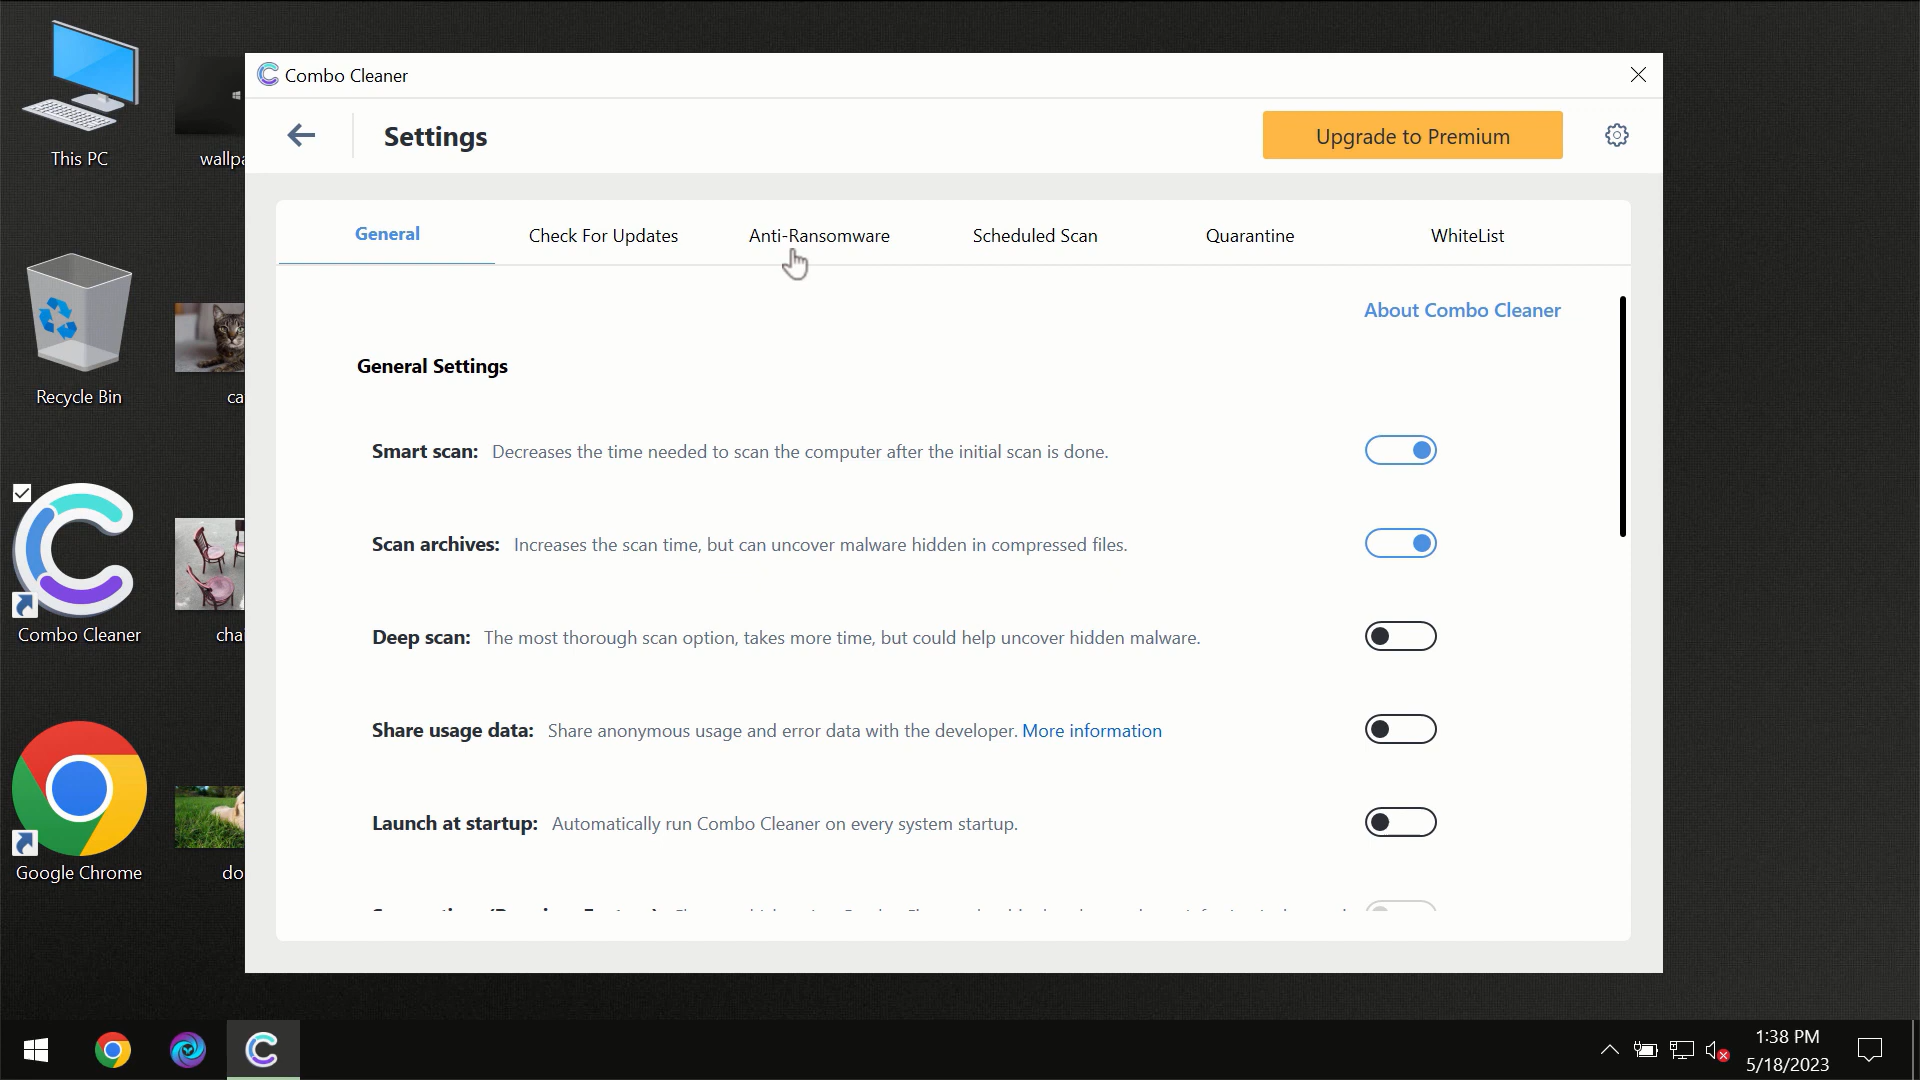 Combo Cleaner
Settings
Upgrade to Premium
General
Check For Updates
Anti-Ransomware
Scheduled Scan
Quarantine
WhiteList
About Combo Cleaner
General Settings
Smart scan: Decreases the time needed to scan the computer after the initial scan is done.
Scan archives: Increases the scan time, but can uncover malware hidden in compressed files.
Deep scan: The most thorough scan option, takes more time, but could help uncover hidden malware.
Share usage data: Share anonymous usage and error data with the developer. More information
Launch at startup: Automatically run Combo Cleaner on every system startup.
This PC
wallpa
Recycle Bin
ca
Combo Cleaner
chai
Google Chrome
do
1:38 PM
5/18/2023